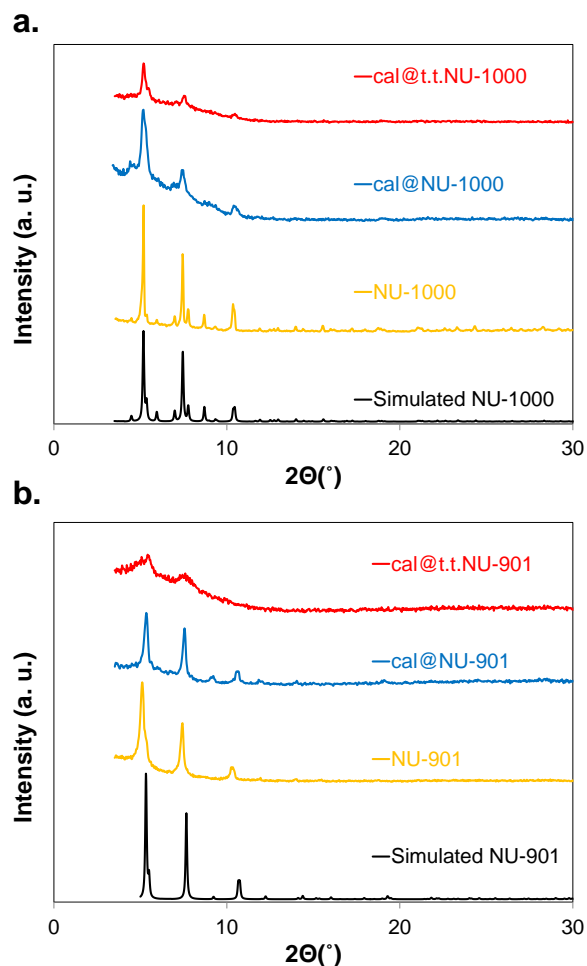 a.
cal@t.t.NU-1000
cal@NU-1000
NU-1000
Simulated NU-1000
Intensity (a. u.)
0 10 20 30
2Θ(˚)
b.
cal@t.t.NU-901
cal@NU-901
NU-901
Simulated NU-901
Intensity (a. u.)
0 10 20 30
2Θ(˚)